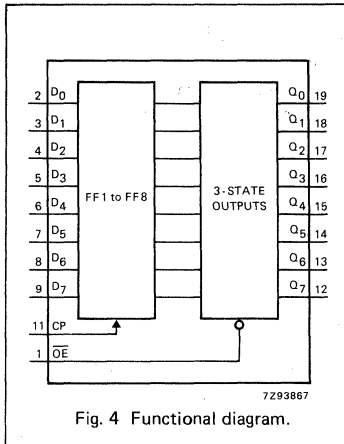 2 D0 Q0 19
3 D1 Q1 18
4 D2 Q2 17
5 D3 FF1 to FF8 3-STATE OUTPUTS Q3 16
6 D4 Q4 15
7 D5 Q5 14
8 D6 Q6 13
9 D7 Q7 12
11 CP
1 O̅E̅
7Z93867
Fig. 4 Functional diagram.